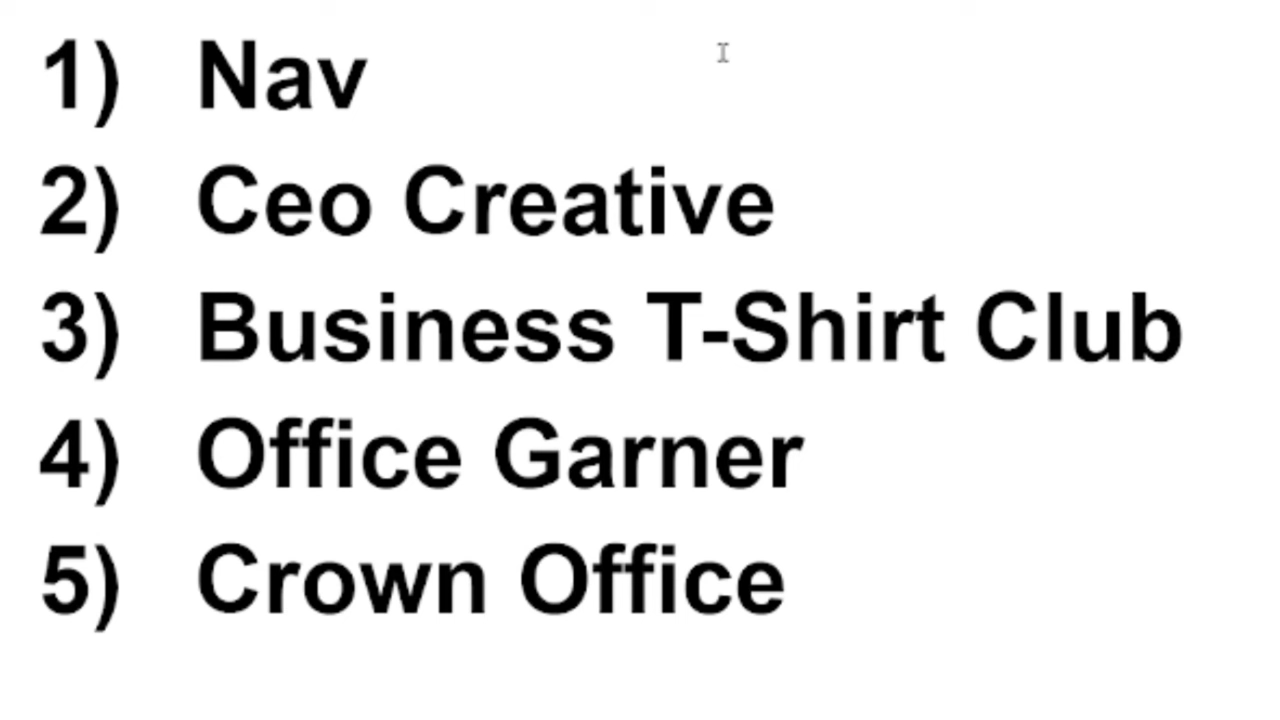 1) Nav
2) Ceo Creative
3) Business T-Shirt Club
4) Office Garner
5) Crown Office